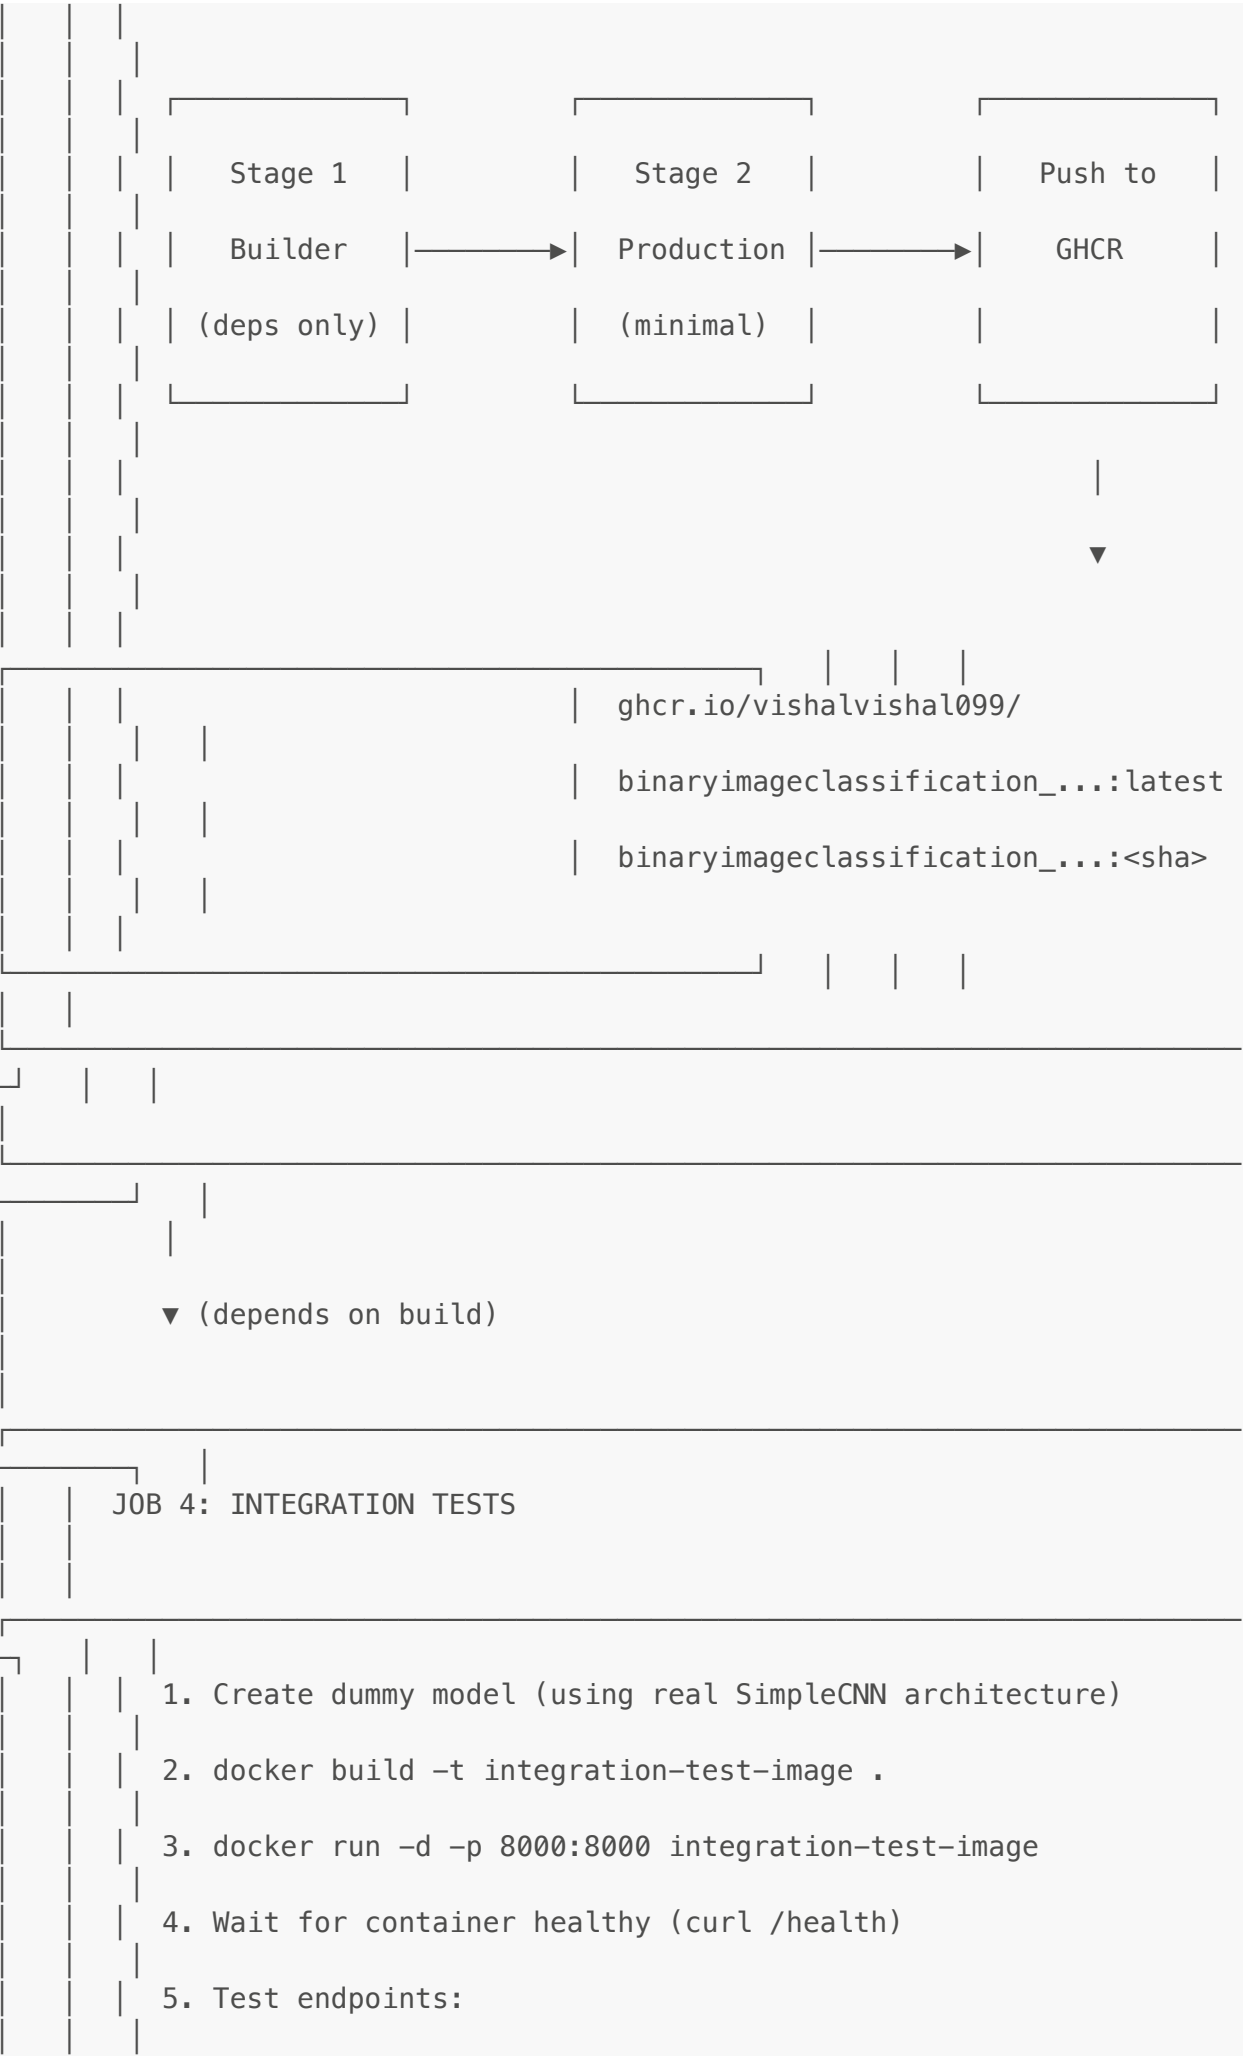 Stage 1 Stage 2 Push to
Builder Production GHCR
(deps only) (minimal)
ghcr.io/vishalvishal099/
binaryimageclassification_...:latest
binaryimageclassification_...:<sha>
(depends on build)
JOB 4: INTEGRATION TESTS
1. Create dummy model (using real SimpleCNN architecture)
2. docker build -t integration-test-image .
3. docker run -d -p 8000:8000 integration-test-image
4. Wait for container healthy (curl /health)
5. Test endpoints: